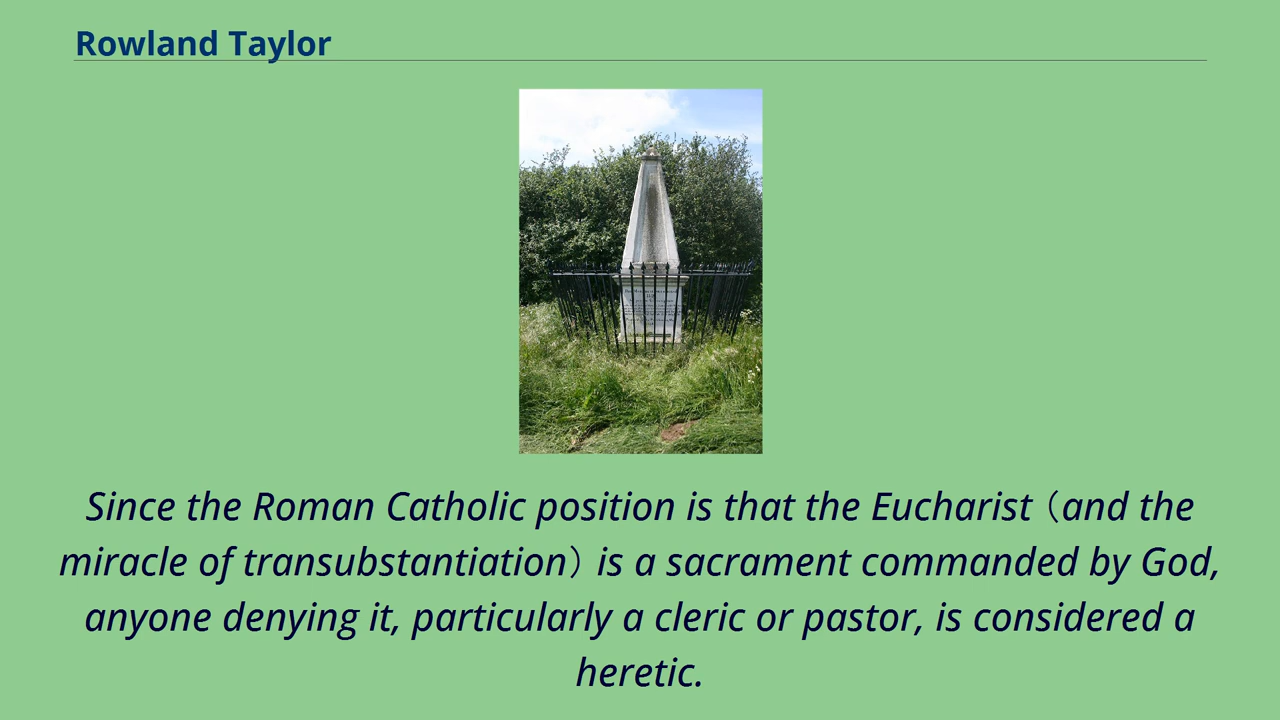 Rowland Taylor
Since the Roman Catholic position is that the Eucharist（and the
miracle of transubstantiation）is a sacrament commanded by God,
anyone denying it, particularly a cleric or pastor, is considered a
heretic.